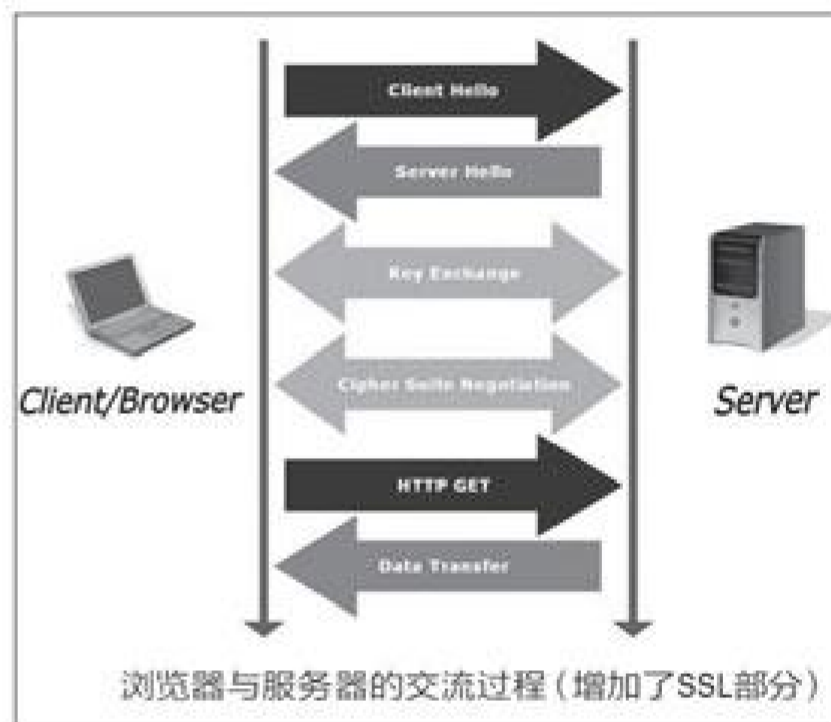 Client Hello
Server Hello
Key Exchange
Client/Browser
Server
Cipher Suite Negotiation
HTTP GET
Data Transfer
浏览器与服务器的交流过程（增加了SSL部分）